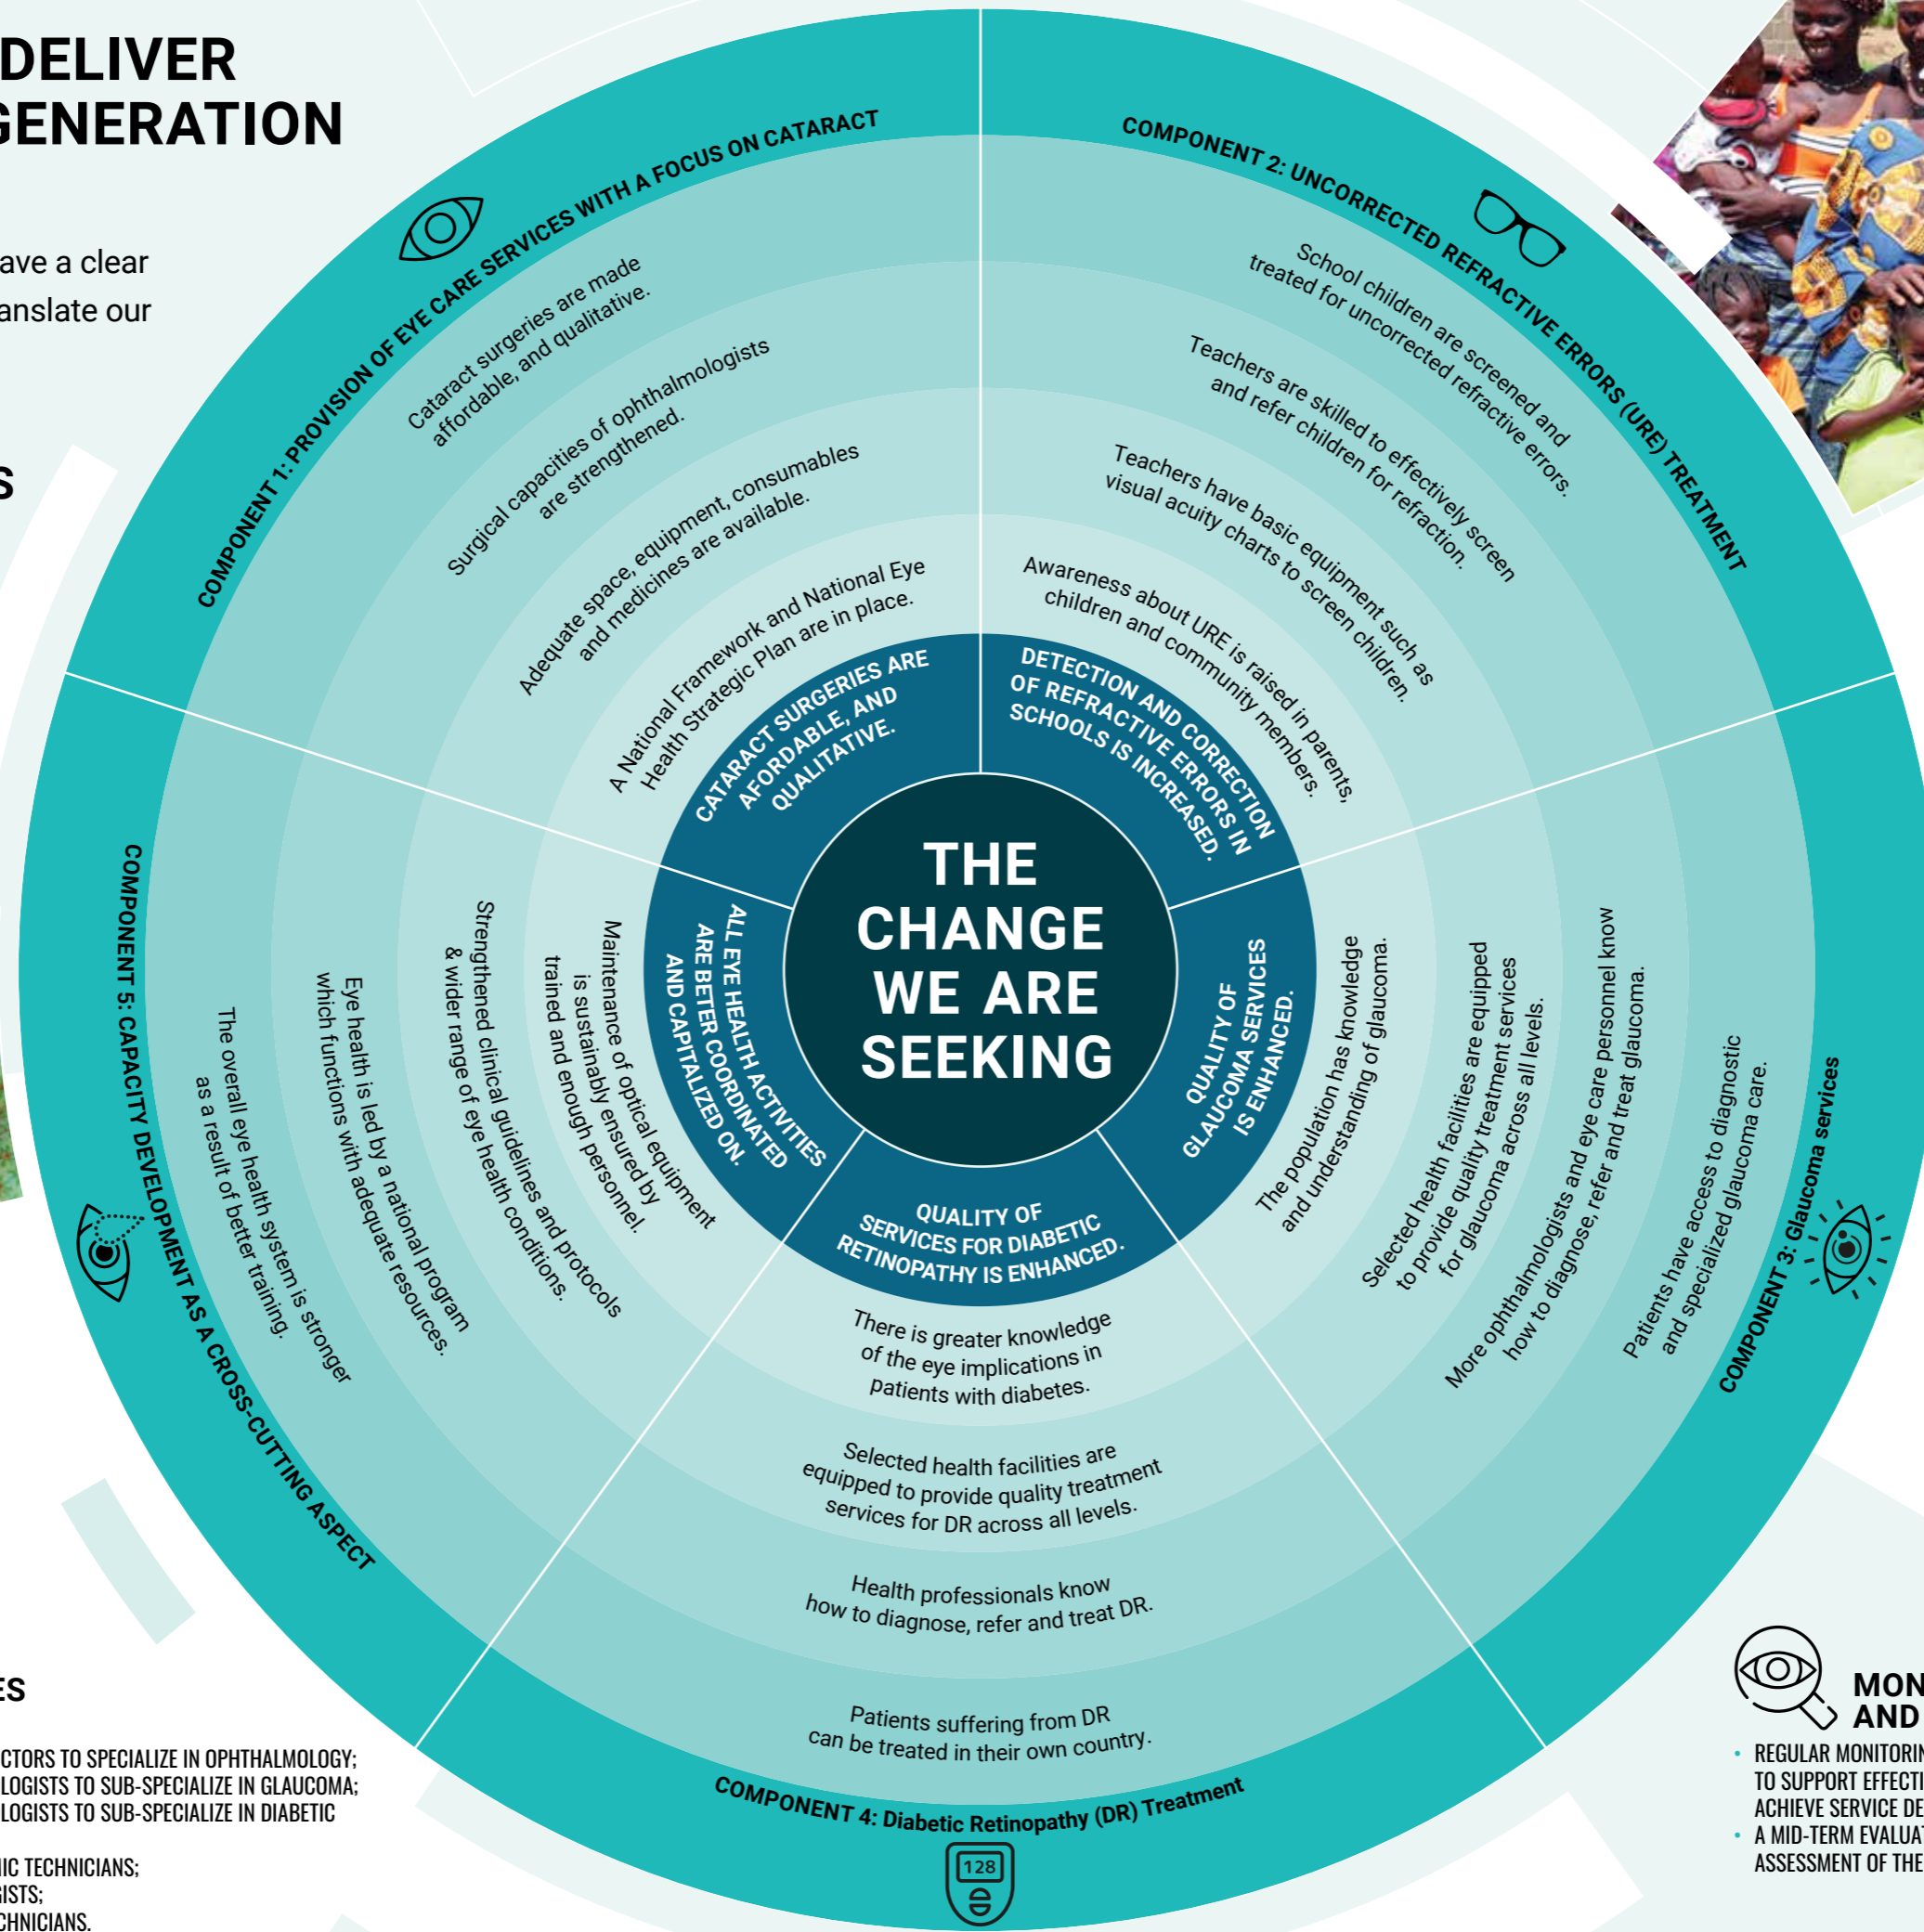 DELIVER
GENERATION
ave a clear
anslate our
S
COMPONENT 1: PROVISION OF EYE CARE SERVICES WITH A FOCUS ON CATARACT
Cataract surgeries are made
affordable, and qualitative.
Surgical capacities of ophthalmologists
are strengthened.
Adequate space, equipment, consumables
and medicines are available.
A National Framework and National Eye
Health Strategic Plan are in place.
CATARACT SURGERIES ARE
AFORDABLE, AND
QUALITATIVE.
COMPONENT 2: UNCORRECTED REFRACTIVE ERRORS (URE) TREATMENT
School children are screened and
treated for uncorrected refractive errors.
Teachers are skilled to effectively screen
and refer children for refraction.
Teachers have basic equipment such as
visual acuity charts to screen children.
Awareness about URE is raised in parents,
children and community members.
DETECTION AND CORRECTION
OF REFRACTIVE ERRORS IN
SCHOOLS IS INCREASED.
THE
CHANGE
WE ARE
SEEKING
QUALITY OF
GLAUCOMA SERVICES
IS ENHANCED.
The population has knowledge
and understanding of glaucoma.
Selected health facilities are equipped
to provide quality treatment services
for glaucoma across all levels.
More ophthalmologists and eye care personnel know
how to diagnose, refer and treat glaucoma.
Patients have access to diagnostic
and specialized glaucoma care.
COMPONENT 3: Glaucoma services
QUALITY OF
SERVICES FOR DIABETIC
RETINOPATHY IS ENHANCED.
There is greater knowledge
of the eye implications in
patients with diabetes.
Selected health facilities are
equipped to provide quality treatment
services for DR across all levels.
Health professionals know
how to diagnose, refer and treat DR.
Patients suffering from DR
can be treated in their own country.
COMPONENT 4: Diabetic Retinopathy (DR) Treatment
128
ALL EYE HEALTH ACTIVITIES
ARE BETTER COORDINATED
AND CAPITALIZED ON.
Maintenance of optical equipment
is sustainably ensured by
trained and enough personnel.
Strengthened clinical guidelines and protocols
& wider range of eye health conditions.
Eye health is led by a national program
which functions with adequate resources.
The overall eye health system is stronger
as a result of better training.
COMPONENT 5: CAPACITY DEVELOPMENT AS A CROSS-CUTTING ASPECT
ES
CTORS TO SPECIALIZE IN OPHTHALMOLOGY;
LOGISTS TO SUB-SPECIALIZE IN GLAUCOMA;
LOGISTS TO SUB-SPECIALIZE IN DIABETIC
IC TECHNICIANS;
GISTS;
CHNICIANS.
MON
AND
• REGULAR MONITORIN
TO SUPPORT EFFECTI
ACHIEVE SERVICE DE
• A MID-TERM EVALUAT
ASSESSMENT OF THE